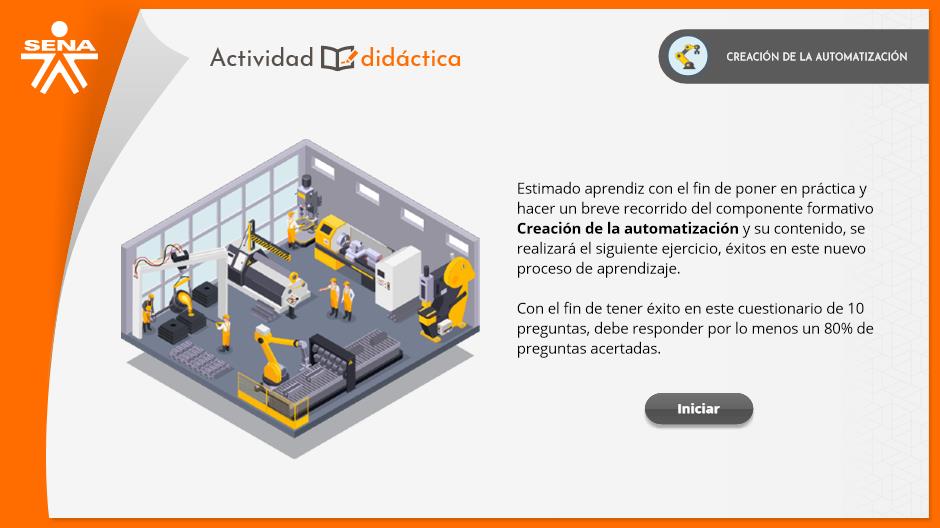 SENA
Actividad didáctica
CREACIÓN DE LA AUTOMATIZACIÓN
Estimado aprendiz con el fin de poner en práctica y
hacer un breve recorrido del componente formativo
Creación de la automatización y su contenido, se
realizará el siguiente ejercicio, éxitos en este nuevo
proceso de aprendizaje.
Con el fin de tener éxito en este cuestionario de 10
preguntas, debe responder por lo menos un 80% de
preguntas acertadas.
Iniciar